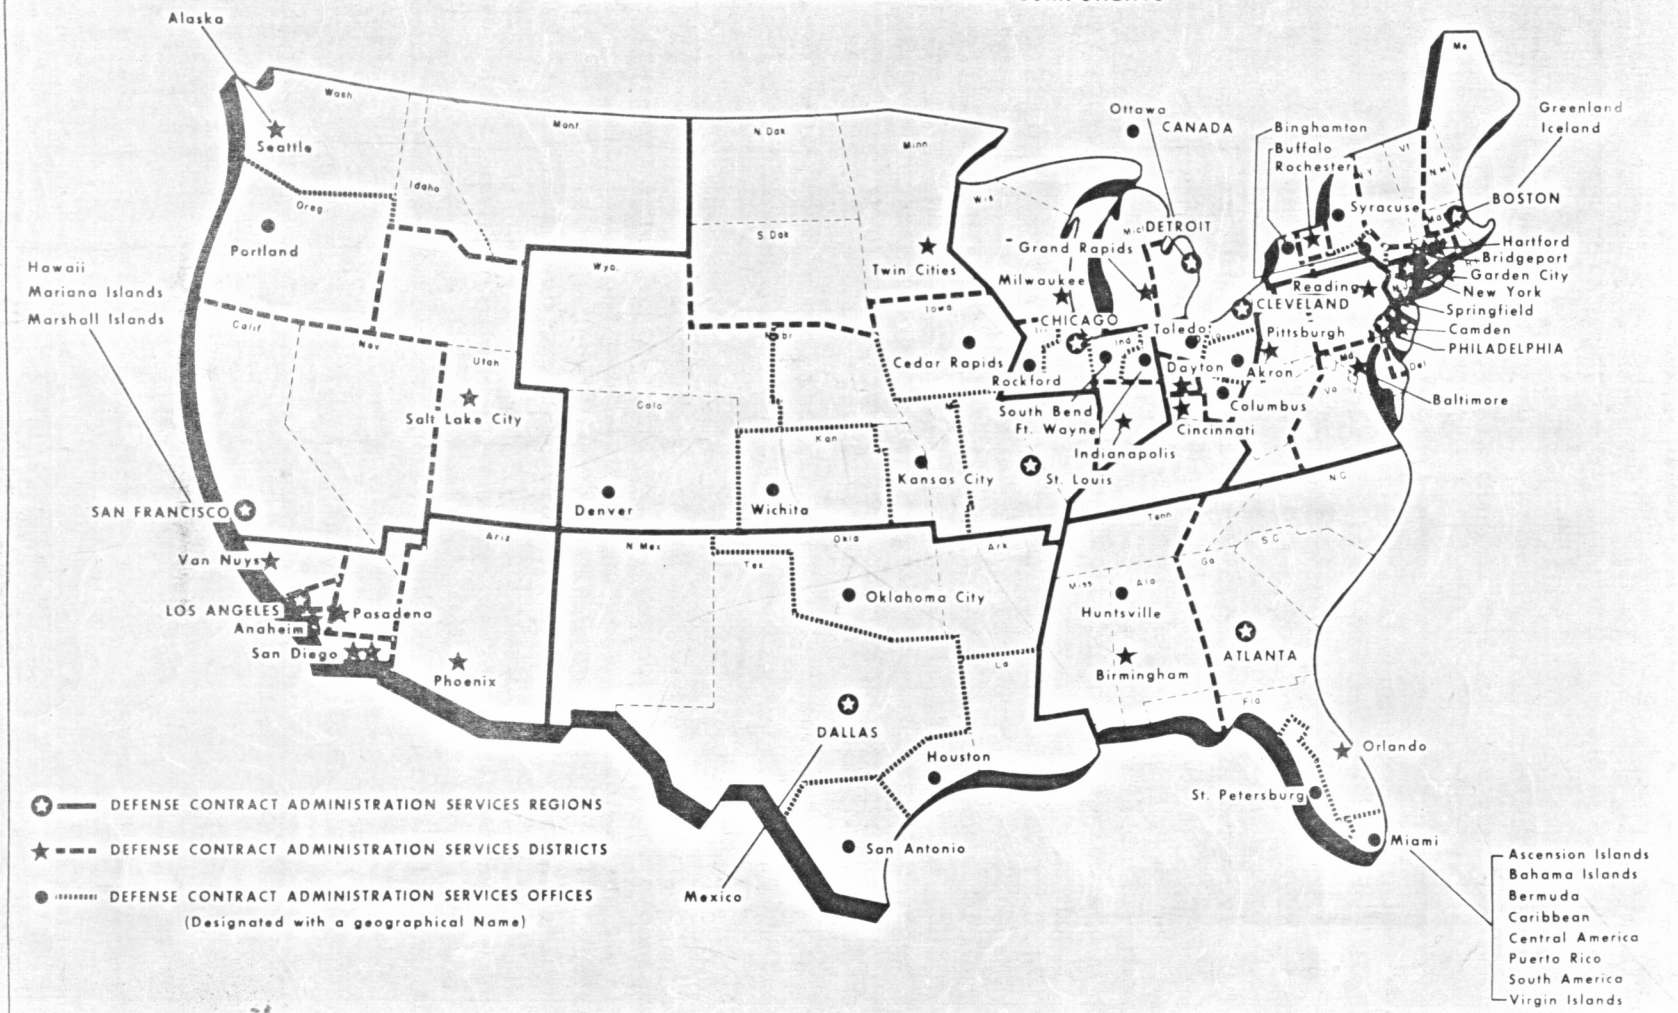 Alaska
Wash
Seattle
Oreg.
Portland
Idaho
Mont
N. Dak
Minn.
S. Dak
Wyo.
Twin Cities
Wis
Ottawa
CANADA
Binghamton
Buffalo
Rochester
Me
Greenland
Iceland
Vt
N.H.
N.Y.
Syracuse
BOSTON
DETROIT
Grand Rapids
Milwaukee
Hartford
Bridgeport
Garden City
New York
Springfield
Camden
PHILADELPHIA
Reading
CLEVELAND
Pittsburgh
Md
Del
Va
Baltimore
CHICAGO
Ind
Toledo
Dayton
Akron
Columbus
Cincinnati
South Bend
Ft. Wayne
Indianapolis
Rockford
Iowa
Cedar Rapids
Nebr
Hawaii
Mariana Islands
Marshall Islands
Calif
Nev
Utah
Salt Lake City
Colo
Kan
Kansas City
St. Louis
Denver
Wichita
SAN FRANCISCO
Van Nuys
LOS ANGELES
Anaheim
Pasadena
San Diego
Ariz
Phoenix
N Mex
Okla
Tex
Ark
Tenn
N C
S.C.
Miss
Ala
Ga
Oklahoma City
Huntsville
La
Birmingham
ATLANTA
Fla
DALLAS
Houston
Orlando
St. Petersburg
Miami
San Antonio
Mexico
Ascension Islands
Bahama Islands
Bermuda
Caribbean
Central America
Puerto Rico
South America
Virgin Islands
DEFENSE CONTRACT ADMINISTRATION SERVICES REGIONS
DEFENSE CONTRACT ADMINISTRATION SERVICES DISTRICTS
DEFENSE CONTRACT ADMINISTRATION SERVICES OFFICES
(Designated with a geographical Name)